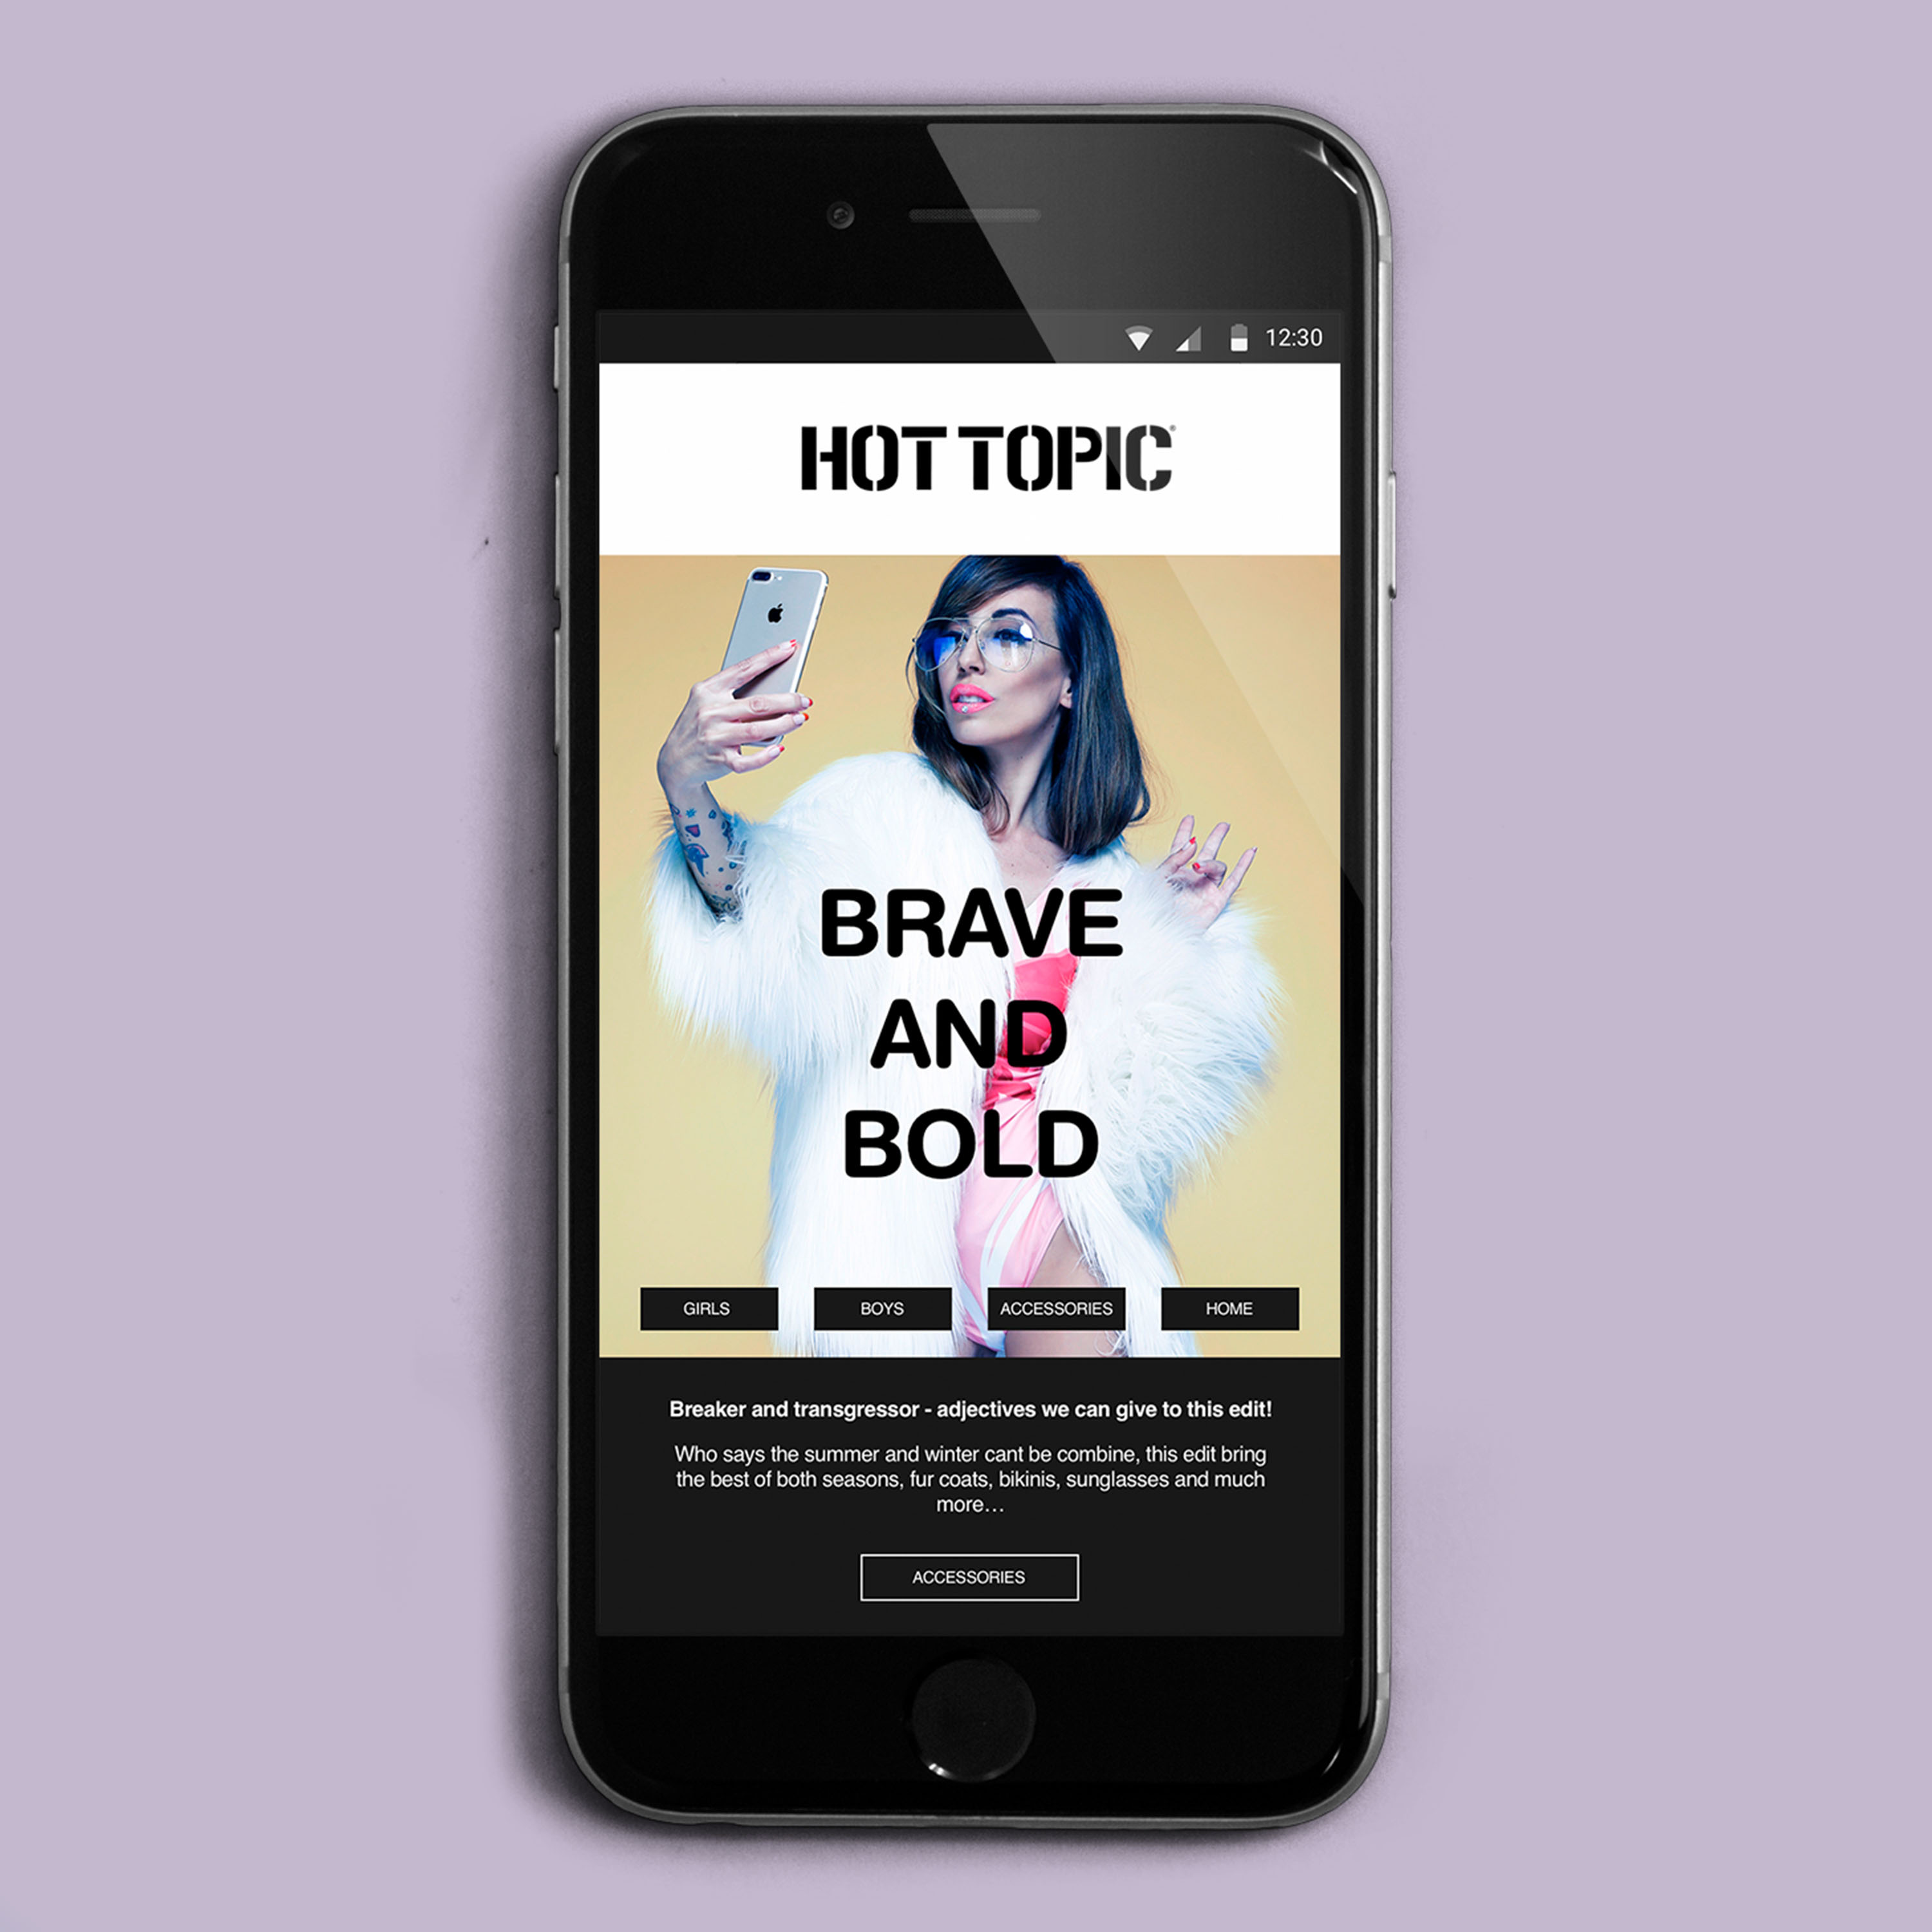 12:30
HOT TOPIC®
BRAVE
AND
BOLD
GIRLS BOYS ACCESSORIES HOME
Breaker and transgressor - adjectives we can give to this edit!
Who says the summer and winter cant be combine, this edit bring
the best of both seasons, fur coats, bikinis, sunglasses and much
more...
ACCESSORIES